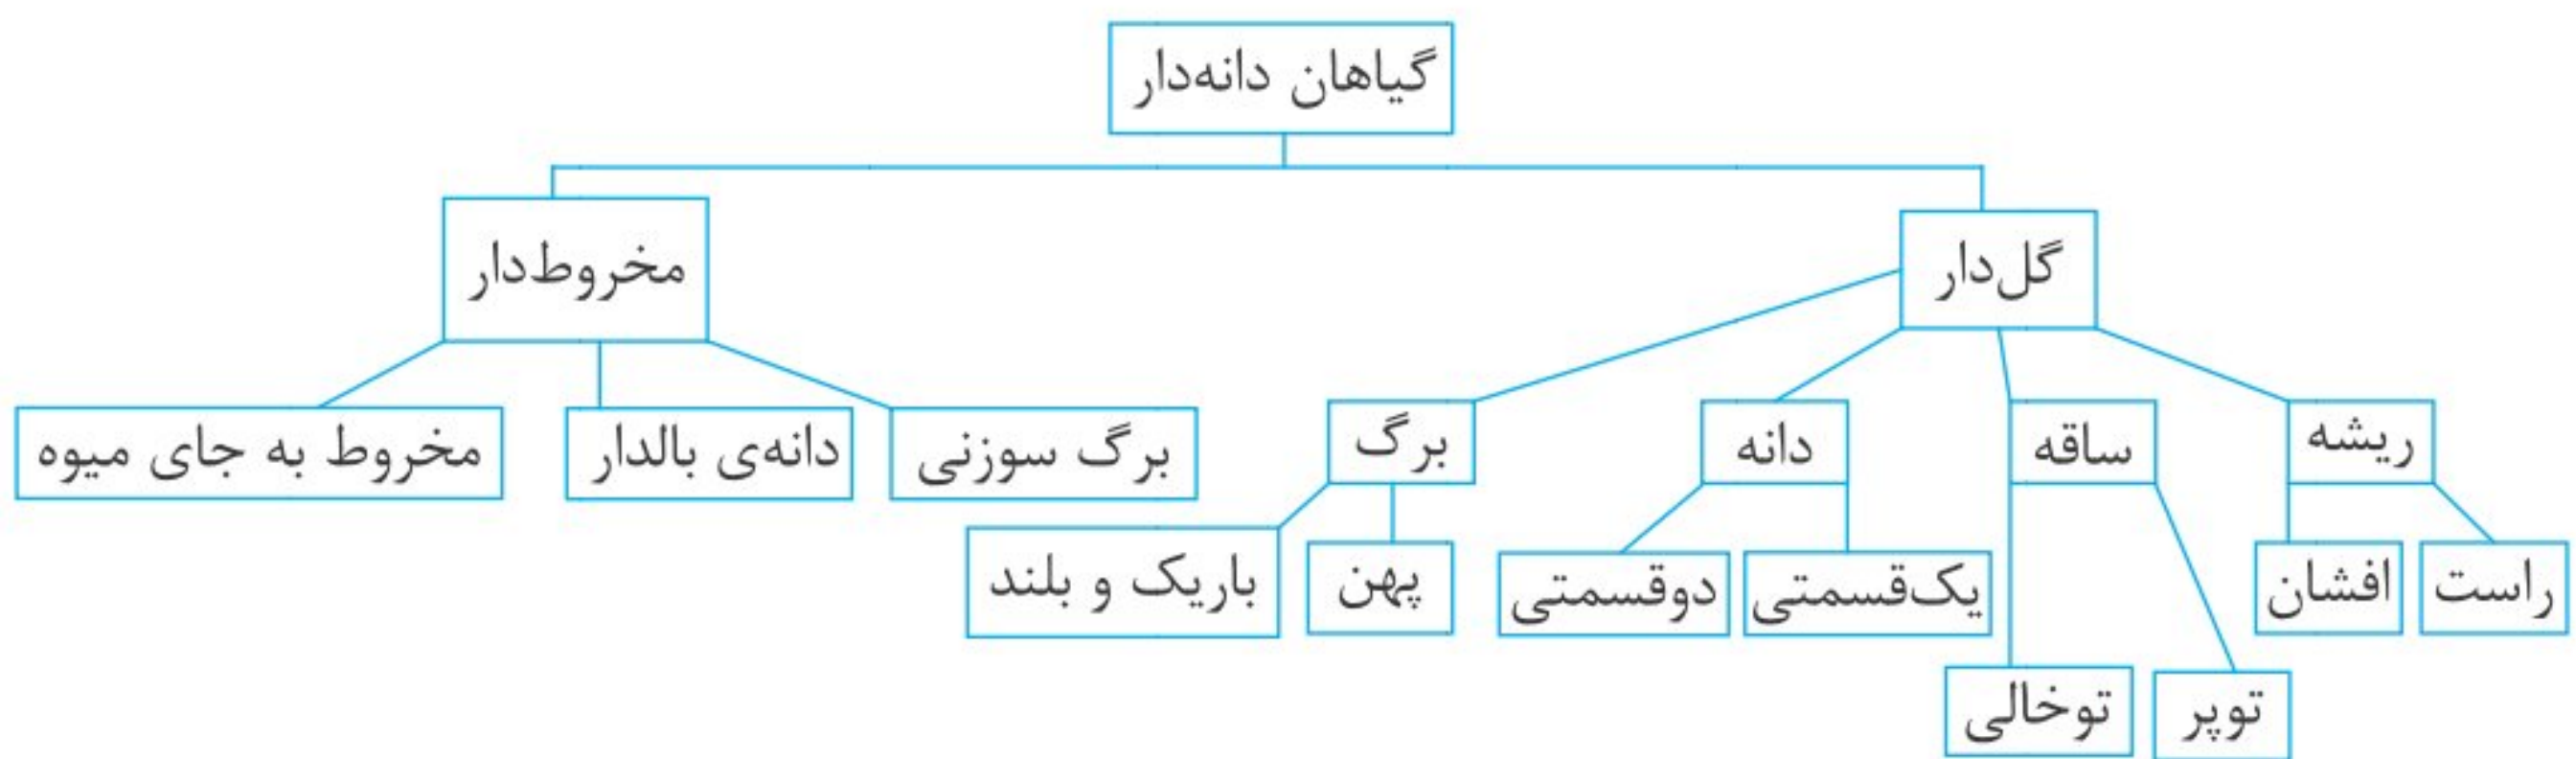 گیاهان دانه‌دار
گل‌دار
مخروط‌دار
ریشه
ساقه
دانه
برگ
برگ سوزنی
دانه‌ی بالدار
مخروط به جای میوه
راست
افشان
یک‌قسمتی
دوقسمتی
پهن
باریک و بلند
توپر
توخالی